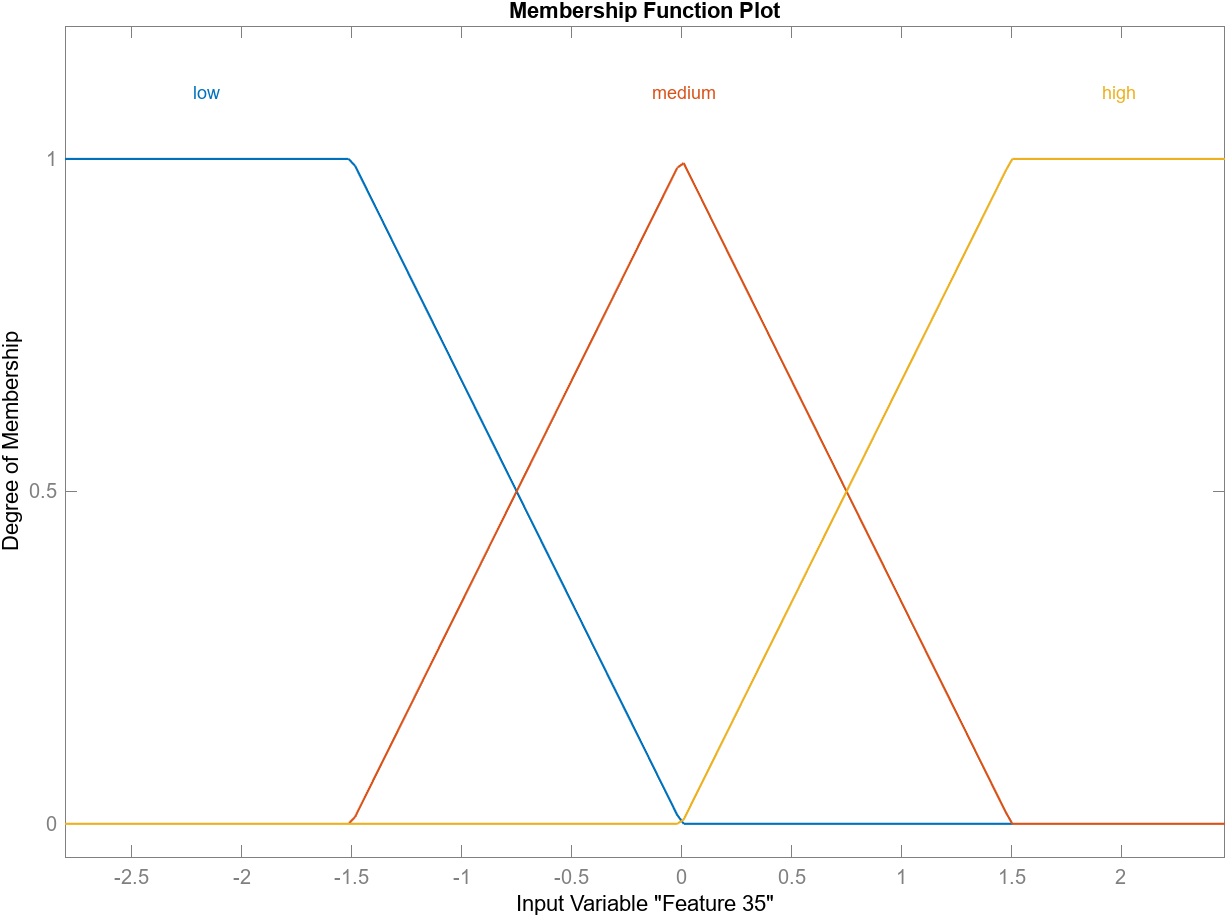 Membership Function Plot
low medium high
1
0.5
0
Degree of Membership
-2.5 -2 -1.5 -1 -0.5 0 0.5 1 1.5 2
Input Variable "Feature 35"